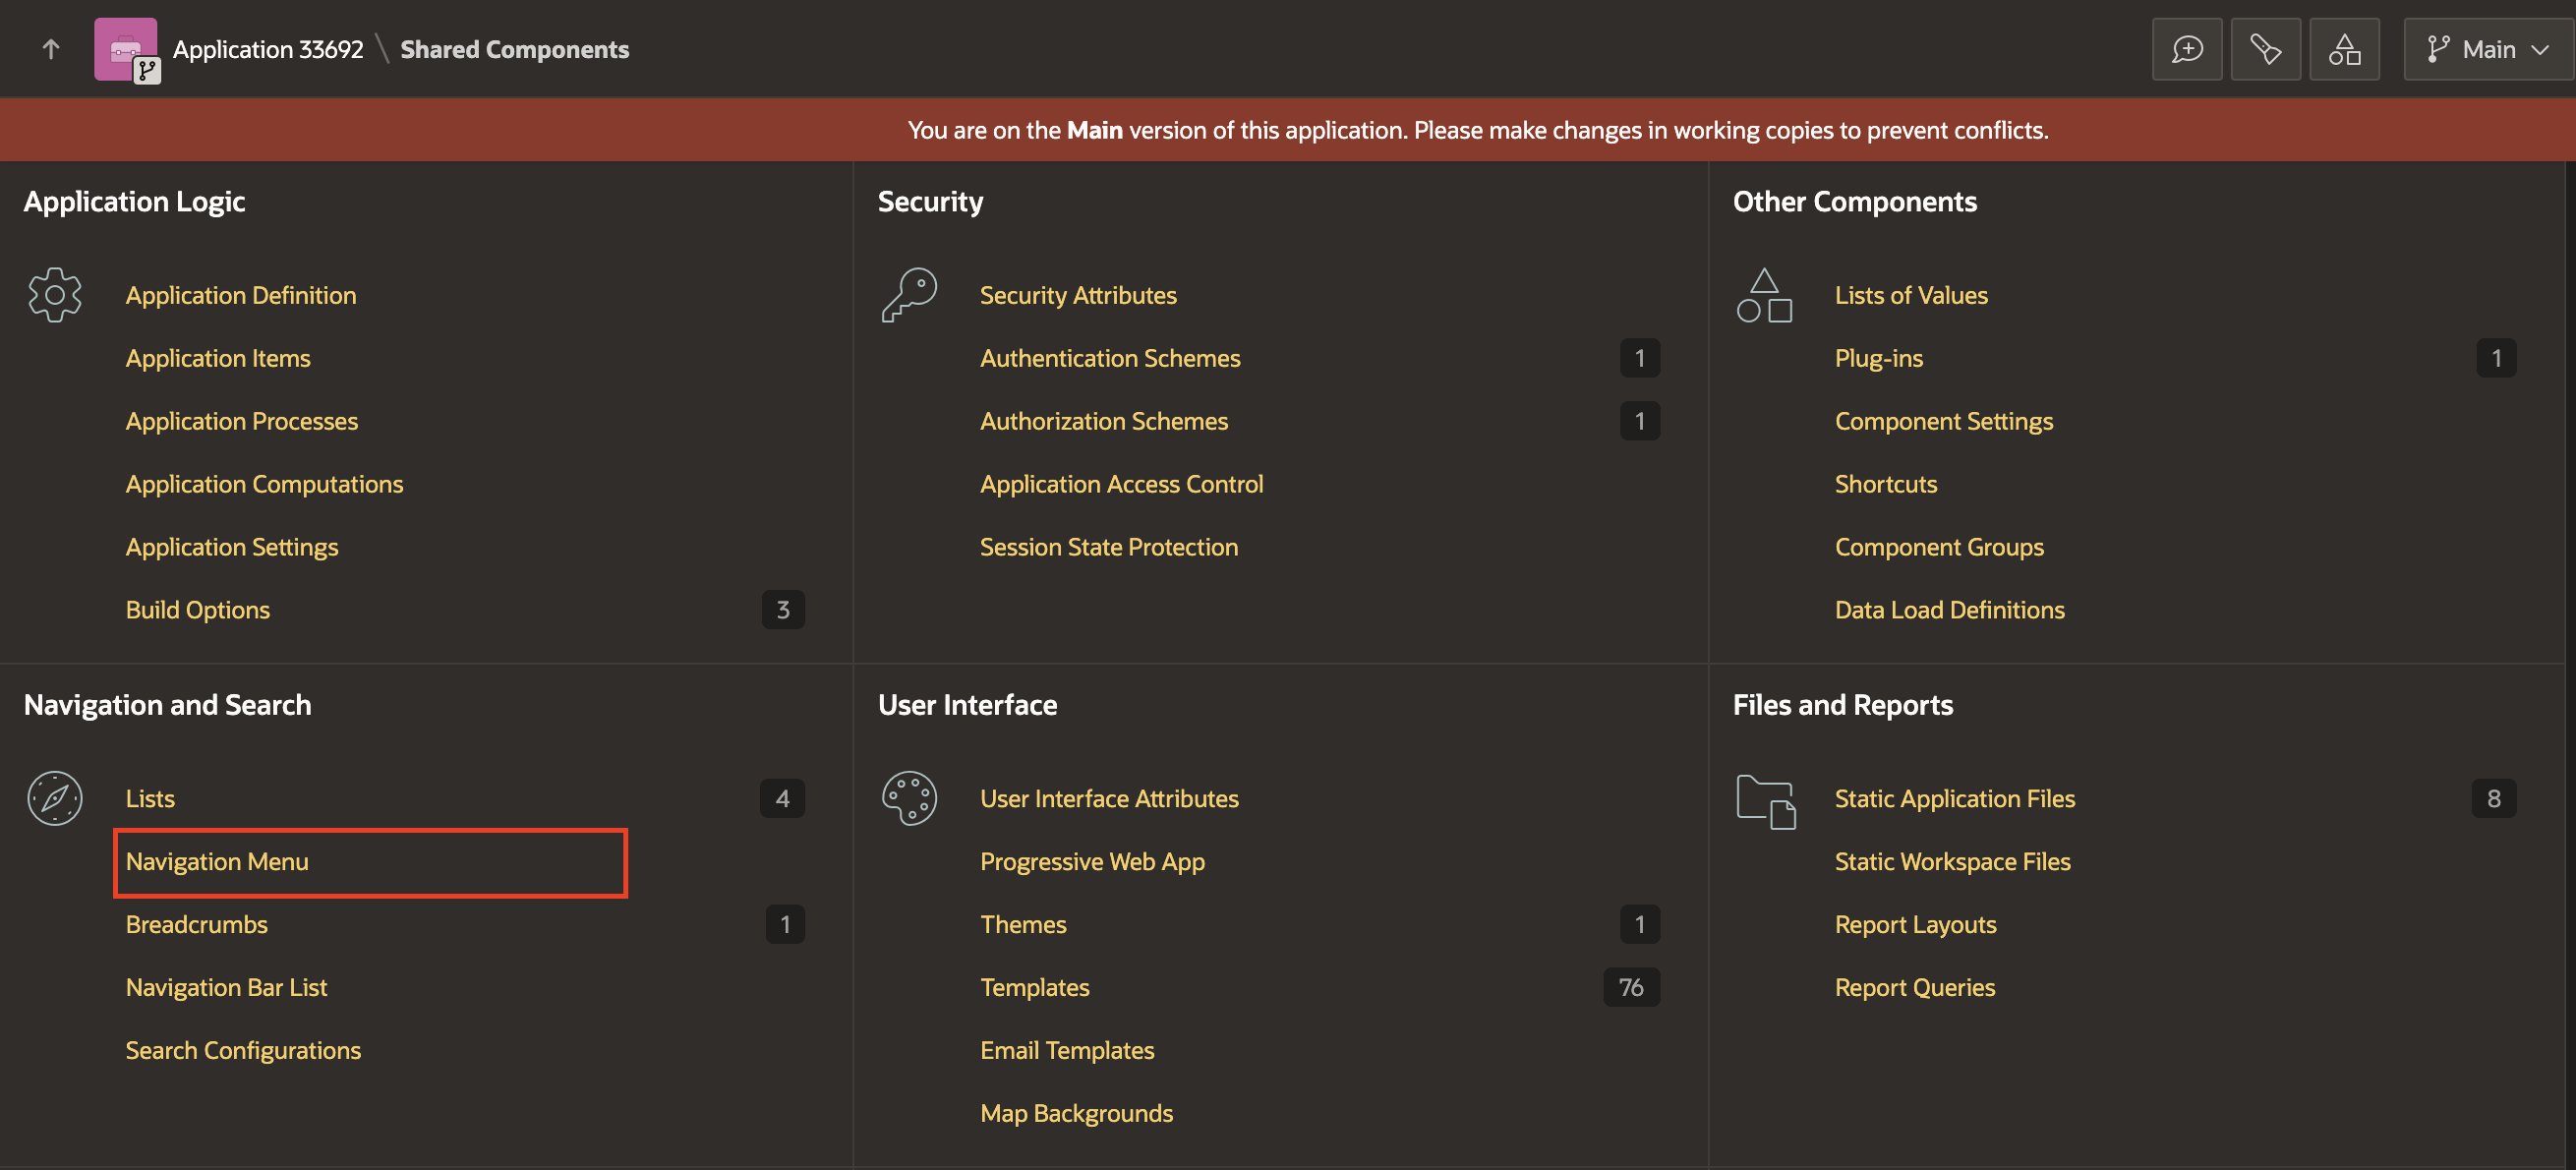 Application 33692 \ Shared Components
Main
You are on the Main version of this application. Please make changes in working copies to prevent conflicts.
Application Logic
Application Definition
Application Items
Application Processes
Application Computations
Application Settings
Build Options 3
Security
Security Attributes
Authentication Schemes 1
Authorization Schemes 1
Application Access Control
Session State Protection
Other Components
Lists of Values
Plug-ins 1
Component Settings
Shortcuts
Component Groups
Data Load Definitions
Navigation and Search
Lists 4
Navigation Menu
Breadcrumbs 1
Navigation Bar List
Search Configurations
User Interface
User Interface Attributes
Progressive Web App
Themes 1
Templates 76
Email Templates
Map Backgrounds
Files and Reports
Static Application Files 8
Static Workspace Files
Report Layouts
Report Queries